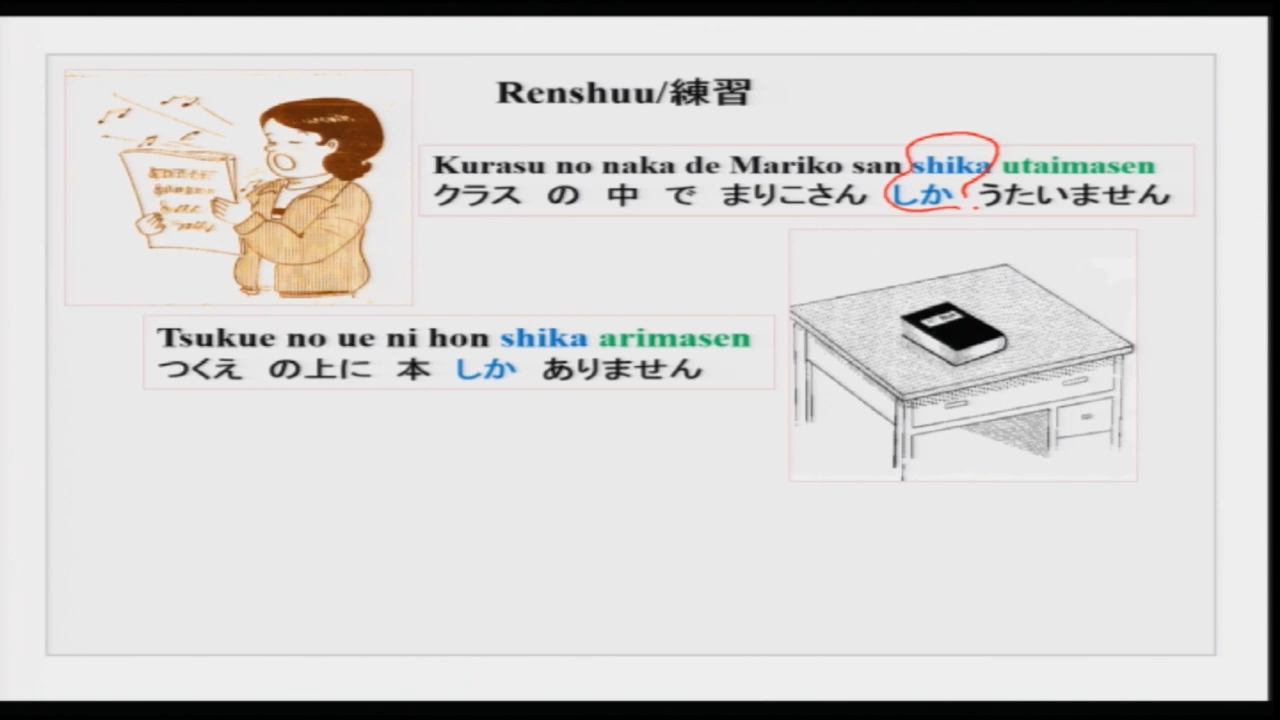 Renshuu/練習
Kurasu no naka de Mariko san shika utaimasen
クラス の 中 で まりこさん しか うたいません
Tsukue no ue ni hon shika arimasen
つくえ の上に 本 しか ありません